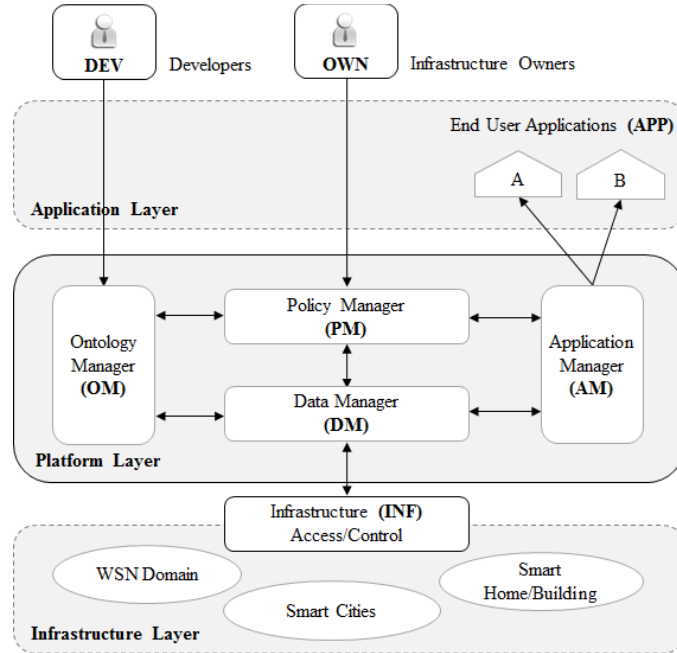 DEV
Developers
OWN
Infrastructure Owners
End User Applications (APP)
A
B
Application Layer
Policy Manager
(PM)
Ontology
Manager
(OM)
Application
Manager
(AM)
Data Manager
(DM)
Platform Layer
Infrastructure (INF)
Access/Control
WSN Domain
Smart
Home/Building
Smart Cities
Infrastructure Layer